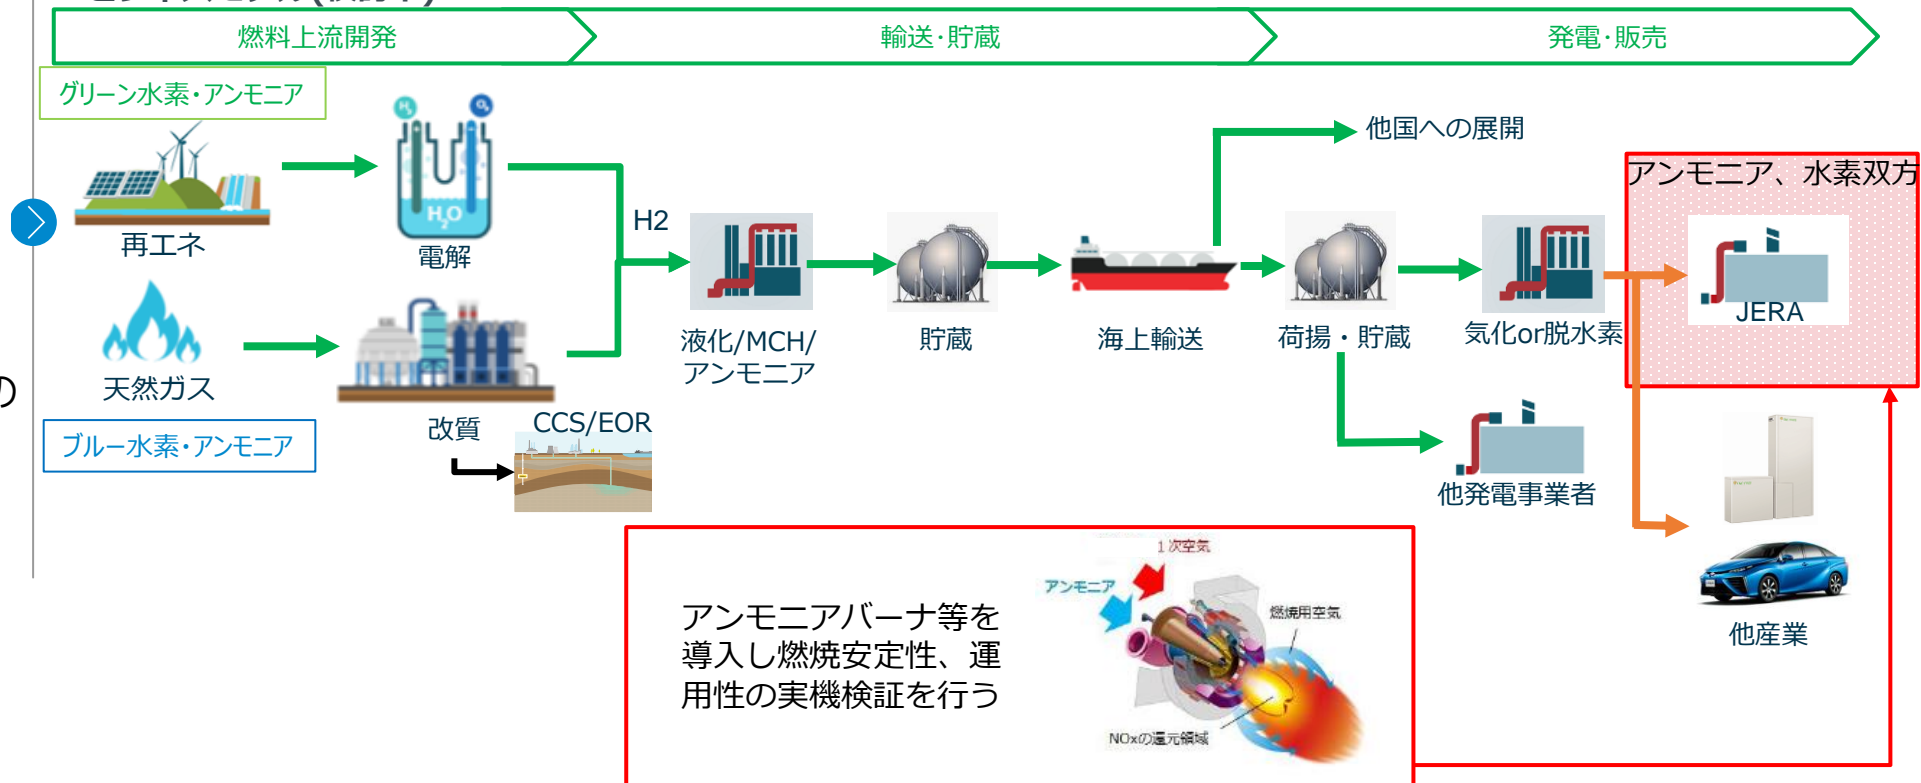 燃料上流開発
輸送・貯蔵
発電・販売
グリーン水素・アンモニア
H₂
O₂
他国への展開
アンモニア、水素双方
H₂O
H2
再エネ
電解
JERA
液化/MCH/
アンモニア
貯蔵
海上輸送
荷揚・貯蔵
気化or脱水素
天然ガス
の
改質
CCS/EOR
ブルー水素・アンモニア
他発電事業者
1次空気
アンモニア
燃焼用空気
アンモニアバーナ等を
導入し燃焼安定性、運
用性の実機検証を行う
NOxの還元領域
他産業